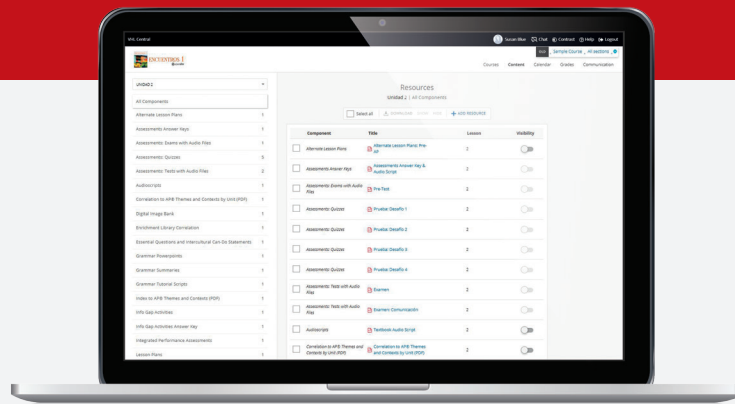 VHL Central
Susan Blue Chat Contrast Help Logout
Sample Course All sections
ENCUENTROS 1
Courses Content Calendar Grades Communication
UNIDAD 2
Resources
Unidad 2 | All Components
All Components
Select all DOWNLOAD + ADD RESOURCE
Alternate Lesson Plans 1
Assessments Answer Keys 1
Assessments: Exams with Audio Files 1
Assessments: Quizzes 5
Assessments: Tests with Audio Files 2
Audioscripts 1
Correlation to AP® Themes and Contexts by Unit (PDF) 1
Digital Image Bank 1
Enrichment Library Correlation 1
Essential Questions and Intercultural Can-Do Statements 1
Grammar Powerpoints 1
Grammar Summaries 1
Grammar Tutorial Scripts 1
Index to AP® Themes and Contexts (PDF) 1
Info Gap Activities 1
Info Gap Activities Answer Key 1
Integrated Performance Assessments 1
Lesson Plans 1
Component Title Lesson Visibility
Alternate Lesson Plans Alternate Lesson Plans: Pre-
AP 2
Assessments Answer Keys Assessments Answer Key &
Audio Script 2
Assessments: Exams with Audio
Files Pre Test 2
Assessments: Quizzes Prueba: Desafío 1 2
Assessments: Quizzes Prueba: Desafío 2 2
Assessments: Quizzes Prueba: Desafío 3 2
Assessments: Quizzes Prueba: Desafío 4 2
Assessments: Tests with Audio
Files Examen 2
Assessments: Tests with Audio
Files Examen: Comunicación 2
Audioscripts Textbook Audio Script 2
Correlation to AP® Themes and Correlation to AP® Themes
Contexts by Unit (PDF) and Contexts by Unit (PDF) 2